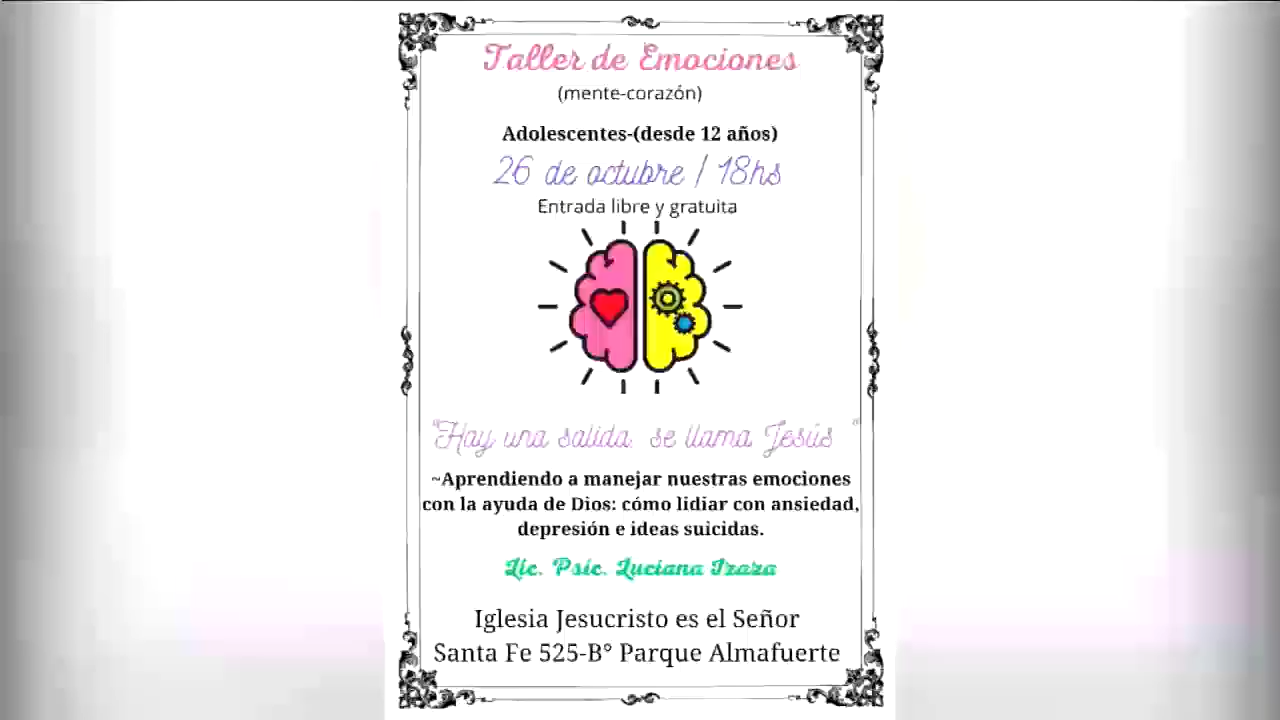 Taller de Emociones
(mente-corazón)
Adolescentes-(desde 12 años)
26 de octubre / 18hs
Entrada libre y gratuita
"Hay una salida, se llama Jesús "
~Aprendiendo a manejar nuestras emociones
con la ayuda de Dios: cómo lidiar con ansiedad,
depresión e ideas suicidas.
Lic. Psic. Luciana Iraza
Iglesia Jesucristo es el Señor
Santa Fe 525-B° Parque Almafuerte